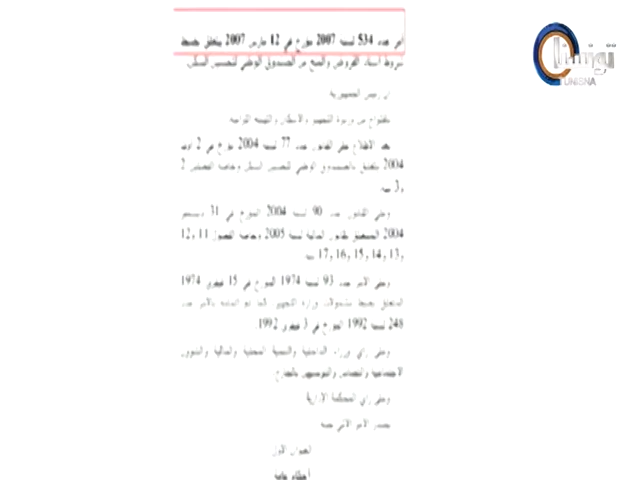 أمر عدد 534 لسنة 2007 مؤرخ في 12 مارس 2007 يتعلق بضبط
شروط إسناد القروض والمنح من الصندوق الوطني لتحسين السكن
إن رئيس الجمهورية
باقتراح من وزيرة التجهيز والإسكان والتهيئة الترابية
بعد الاطلاع على القانون عدد 77 لسنة 2004 مؤرخ في 2 أوت
2004 المتعلق بالصندوق الوطني لتحسين السكن وخاصة الفصلين 2
و3 منه
وعلى القانون عدد 90 لسنة 2004 المؤرخ في 31 ديسمبر
2004 المتعلق بقانون المالية لسنة 2005 وخاصة الفصول 11 و12
و13 و14 و15 و16 و17 منه
وعلى الأمر عدد 93 لسنة 1974 المؤرخ في 15 فيفري 1974
المتعلق بضبط مشمولات وزارة التجهيز كما تم إتمامه بالأمر عدد
248 لسنة 1992 المؤرخ في 3 فيفري 1992
وعلى رأي وزراء الداخلية والتنمية المحلية والمالية والشؤون
الاجتماعية والتضامن والتونسيين بالخارج
وعلى رأي المحكمة الإدارية
يصدر الأمر الآتي نصه
العنوان الأول
أحكام عامة
تونسنا
TUNISNA